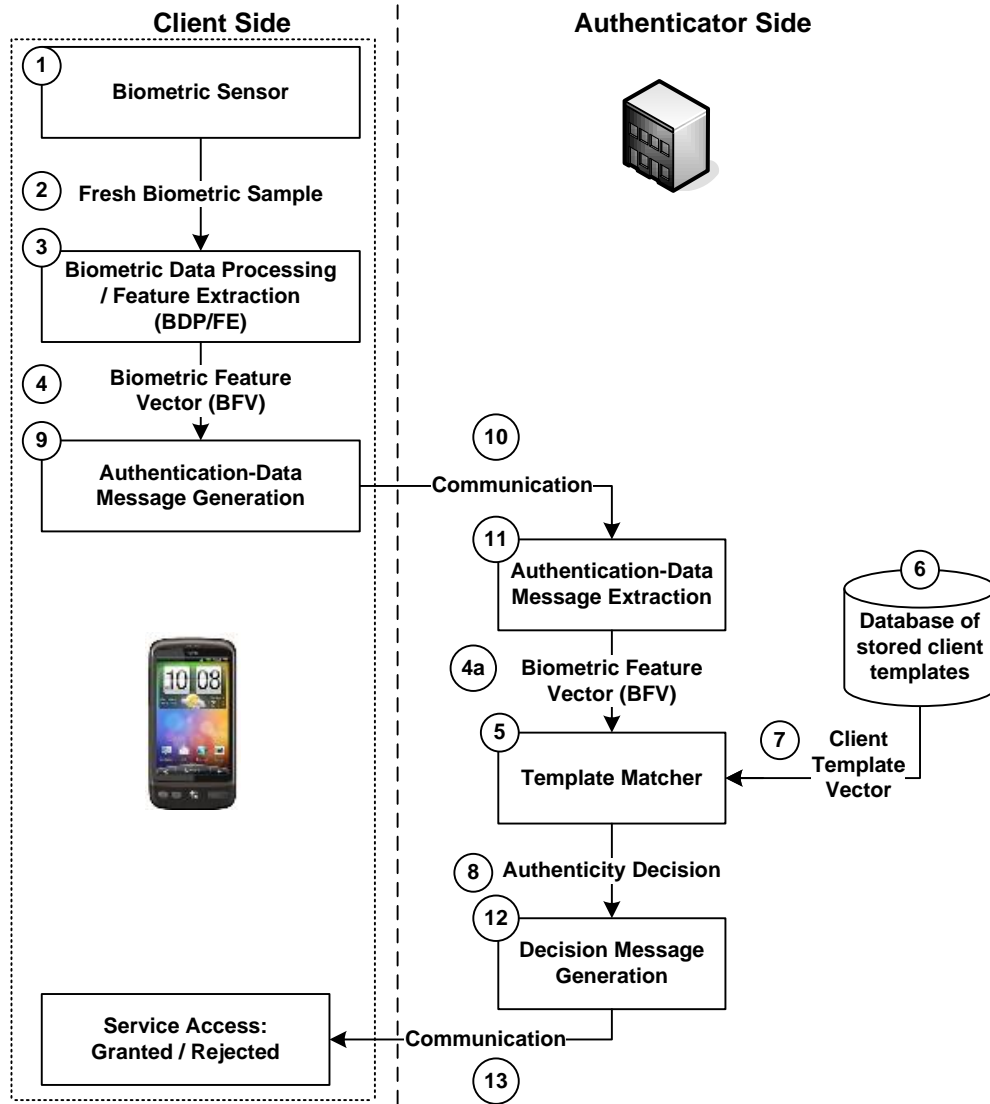 Client Side
Authenticator Side
1
Biometric Sensor
2
Fresh Biometric Sample
3
Biometric Data Processing
/ Feature Extraction
(BDP/FE)
4
Biometric Feature
Vector (BFV)
9
Authentication-Data
Message Generation
10
Communication
11
Authentication-Data
Message Extraction
6
Database of
stored client
templates
4a
Biometric Feature
Vector (BFV)
5
Template Matcher
7
Client
Template
Vector
10 08
8
Authenticity Decision
12
Decision Message
Generation
Service Access:
Granted / Rejected
Communication
13